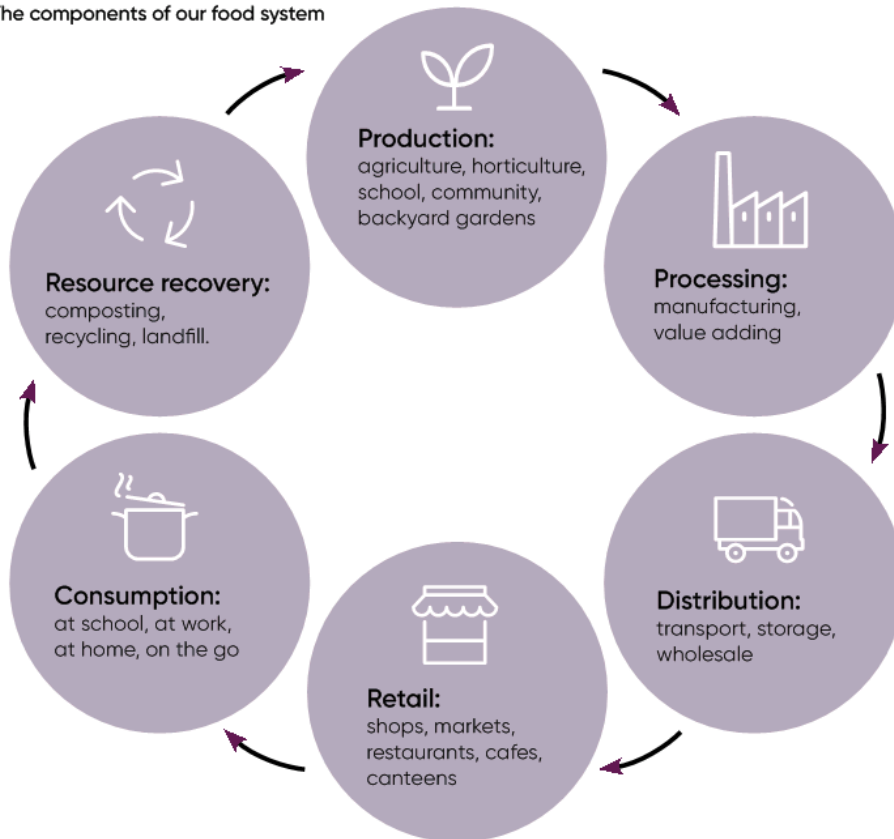 The components of our food system
Production:
agriculture, horticulture,
school, community,
backyard gardens
Processing:
manufacturing,
value adding
Distribution:
transport, storage,
wholesale
Retail:
shops, markets,
restaurants, cafes,
canteens
Consumption:
at school, at work,
at home, on the go
Resource recovery:
composting,
recycling, landfill.